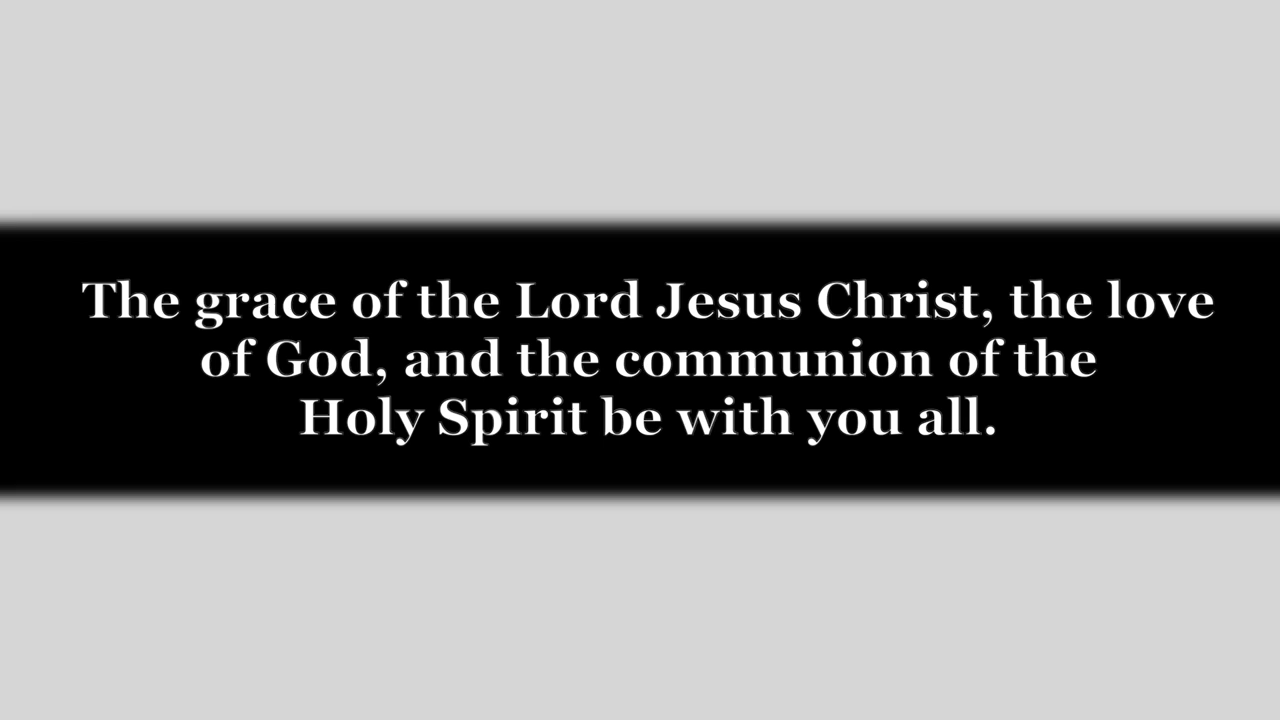 The grace of the Lord Jesus Christ, the love
of God, and the communion of the
Holy Spirit be with you all.